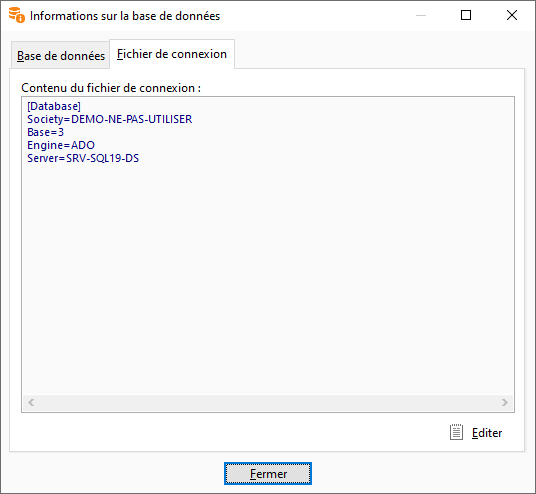 Informations sur la base de données
Base de données
Fichier de connexion
Contenu du fichier de connexion :
[Database]
Society=DEMO-NE-PAS-UTILISER
Base=3
Engine=ADO
Server=SRV-SQL19-DS
Editer
Fermer